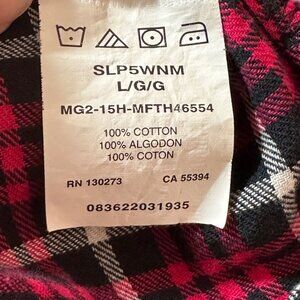 SLP5WNM
L/G/G
MG2-15H-MFTH46554
100% COTTON
100% ALGODON
100% COTON
RN 130273 CA 55394
083622031935